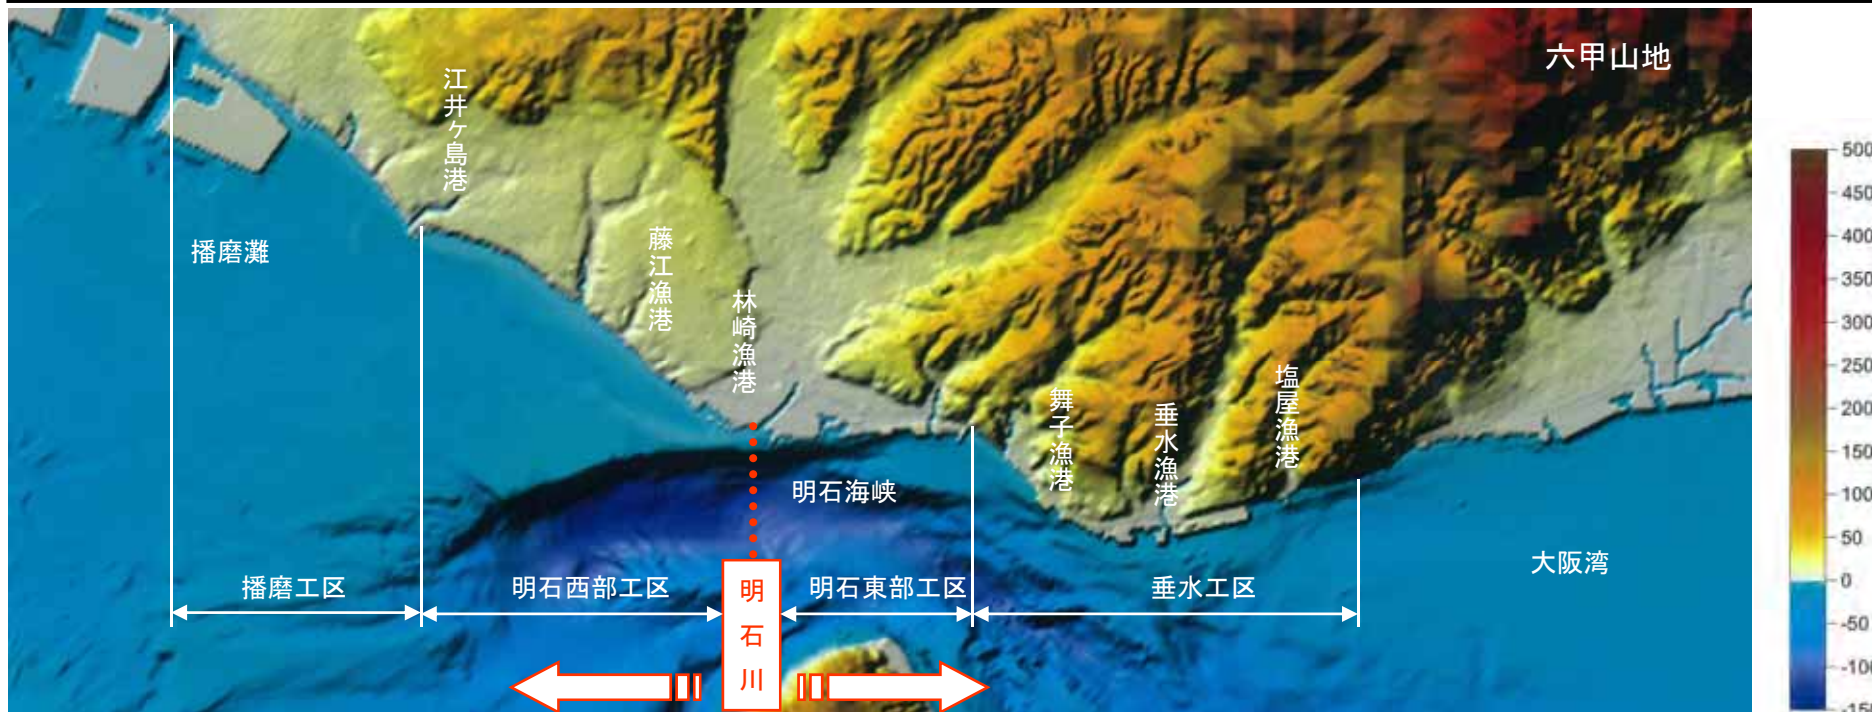 六甲山地
江井ヶ島港
播磨灘
藤江漁港
林崎漁港
塩屋漁港
舞子漁港
垂水漁港
明石海峡
大阪湾
播磨工区
明石西部工区
明石川
明石東部工区
垂水工区
500
450
400
350
300
250
200
150
100
50
0
-50
-100
-150